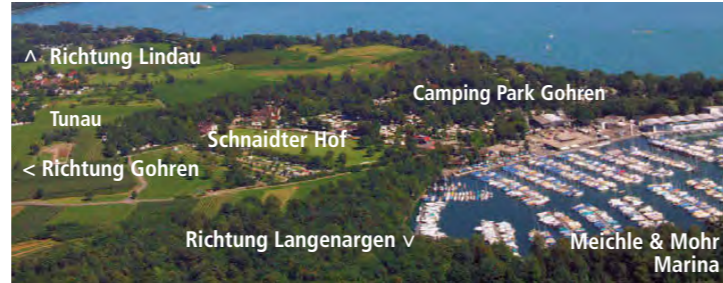 ^ Richtung Lindau
Camping Park Gohren
Tunau
Schnaidter Hof
< Richtung Gohren
Richtung Langenargen v
Meichle & Mohr
Marina